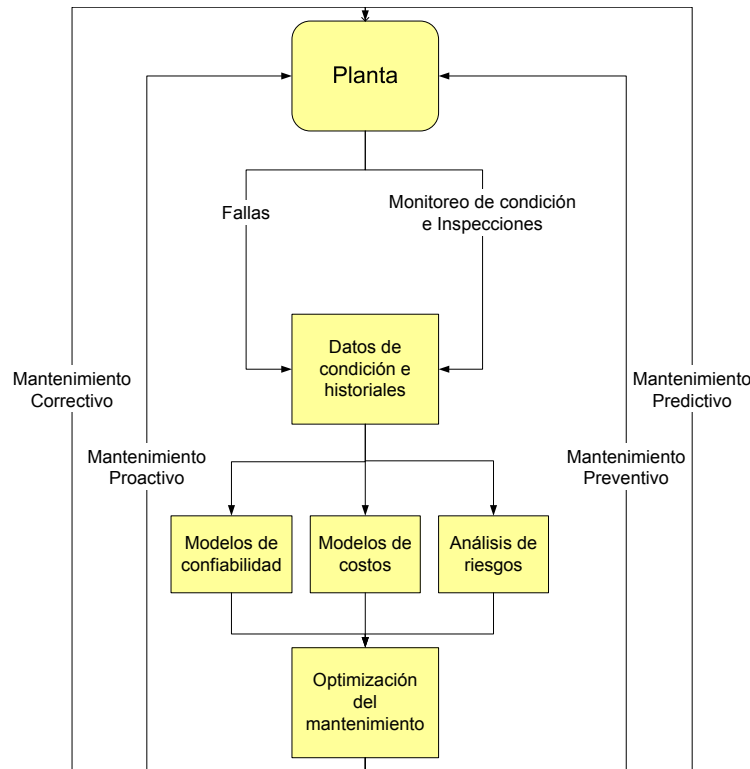 Planta
Fallas
Monitoreo de condición
e Inspecciones
Datos de
condición e
historiales
Mantenimiento
Correctivo
Mantenimiento
Predictivo
Mantenimiento
Proactivo
Mantenimiento
Preventivo
Modelos de
confiabilidad
Modelos de
costos
Análisis de
riesgos
Optimización
del
mantenimiento